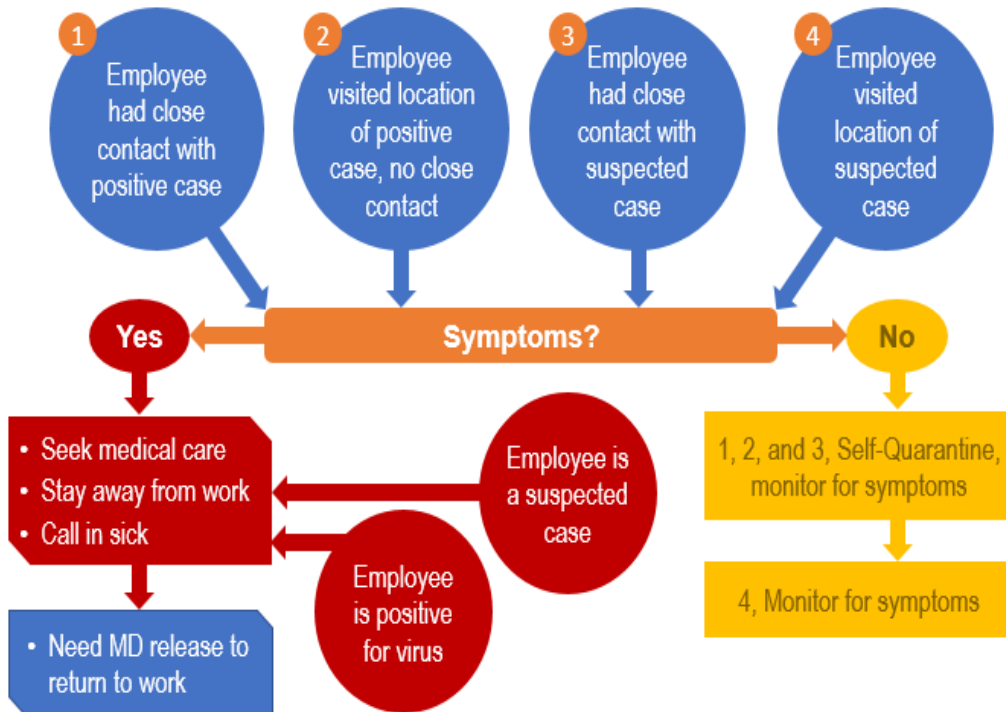 1
Employee
had close
contact with
positive case
2
Employee
visited location
of positive
case, no close
contact
3
Employee
had close
contact with
suspected
case
4
Employee
visited
location of
suspected
case
Yes
Symptoms?
No
• Seek medical care
• Stay away from work
• Call in sick
Employee is
a suspected
case
Employee
is positive
for virus
• Need MD release to
return to work
1, 2, and 3, Self-Quarantine,
monitor for symptoms
4, Monitor for symptoms